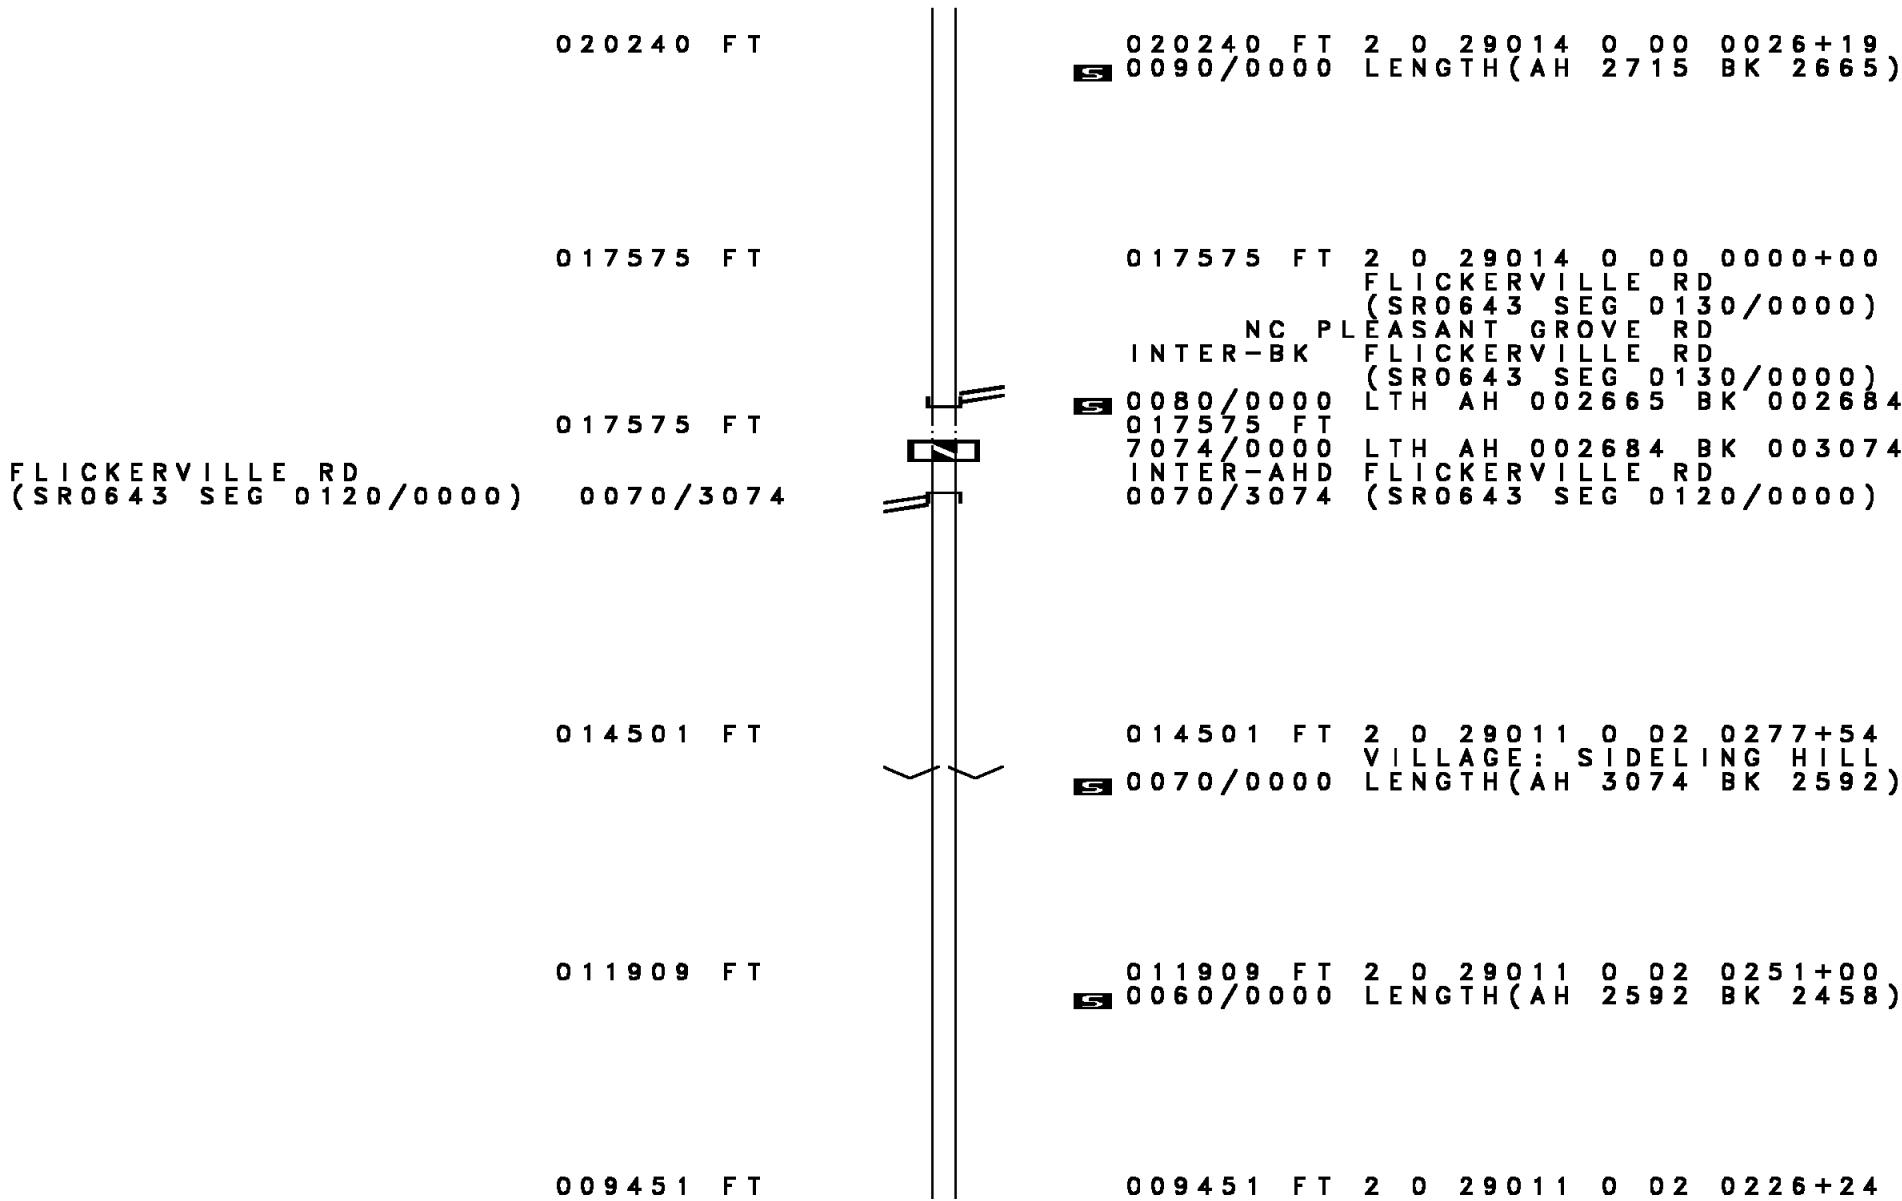 020240 FT 020240 FT 2 0 29014 0 00 0026+19
S 0090/0000 LENGTH(AH 2715 BK 2665)
017575 FT 017575 FT 2 0 29014 0 00 0000+00
FLICKERVILLE RD
(SR0643 SEG 0130/0000)
NC PLEASANT GROVE RD
INTER-BK FLICKERVILLE RD
(SR0643 SEG 0130/0000)
S 0080/0000 LTH AH 002665 BK 002684
017575 FT 017575 FT
7074/0000 LTH AH 002684 BK 003074
FLICKERVILLE RD INTER-AHD FLICKERVILLE RD
(SR0643 SEG 0120/0000) 0070/3074 0070/3074 (SR0643 SEG 0120/0000)
014501 FT 014501 FT 2 0 29011 0 02 0277+54
VILLAGE: SIDELING HILL
S 0070/0000 LENGTH(AH 3074 BK 2592)
011909 FT 011909 FT 2 0 29011 0 02 0251+00
S 0060/0000 LENGTH(AH 2592 BK 2458)
009451 FT 009451 FT 2 0 29011 0 02 0226+24